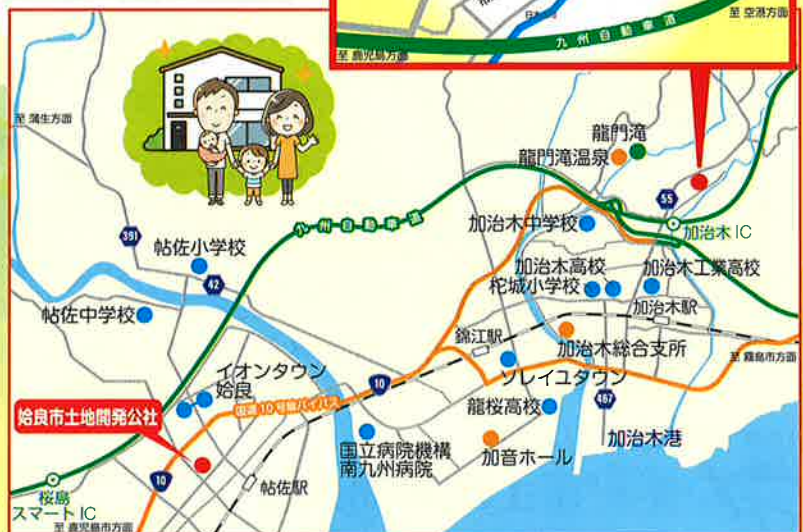 至 空港方面
九州自動車道
至 鹿児島方面
至 蒲生方面
龍門滝
龍門滝温泉
55
加治木IC
九州自動車道
加治木中学校
391
帖佐小学校
42
加治木高校
柁城小学校
加治木工業高校
加治木駅
帖佐中学校
錦江駅
加治木総合支所
至 霧島市方面
イオンタウン
姶良
10
ソレイユタウン
国道10号線バイパス
467
姶良市土地開発公社
龍桜高校
加治木港
国立病院機構
南九州病院
加音ホール
10
帖佐駅
桜島
スマートIC
至 鹿児島市方面